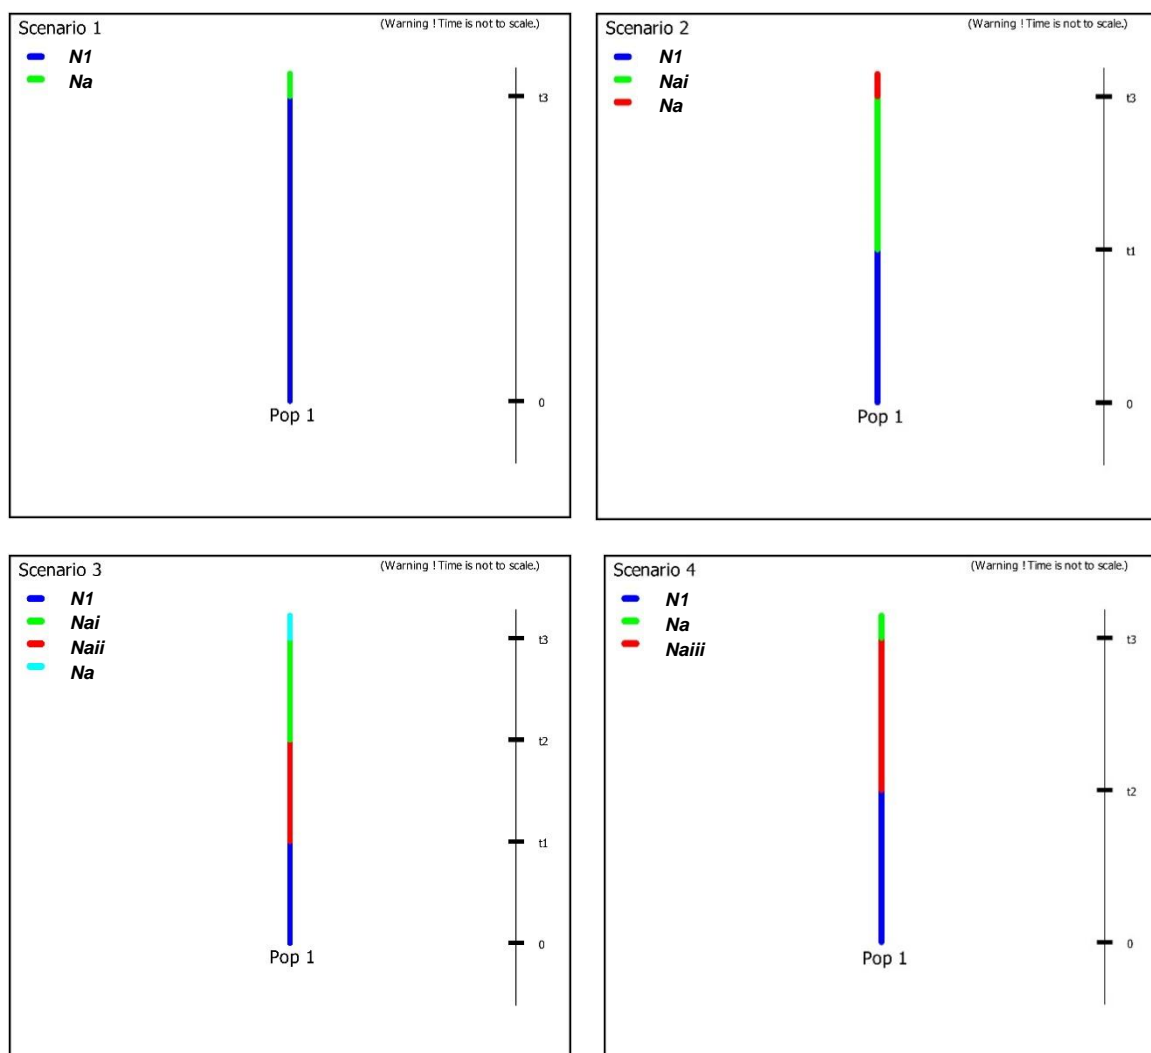 Scenario 1
(Warning ! Time is not to scale.)
N1
Na
t3
0
Pop 1
Scenario 2
(Warning ! Time is not to scale.)
N1
Nai
Na
t3
t1
0
Pop 1
Scenario 3
(Warning ! Time is not to scale.)
N1
Nai
Naii
Na
t3
t2
t1
0
Pop 1
Scenario 4
(Warning ! Time is not to scale.)
N1
Na
Naiii
t3
t2
0
Pop 1